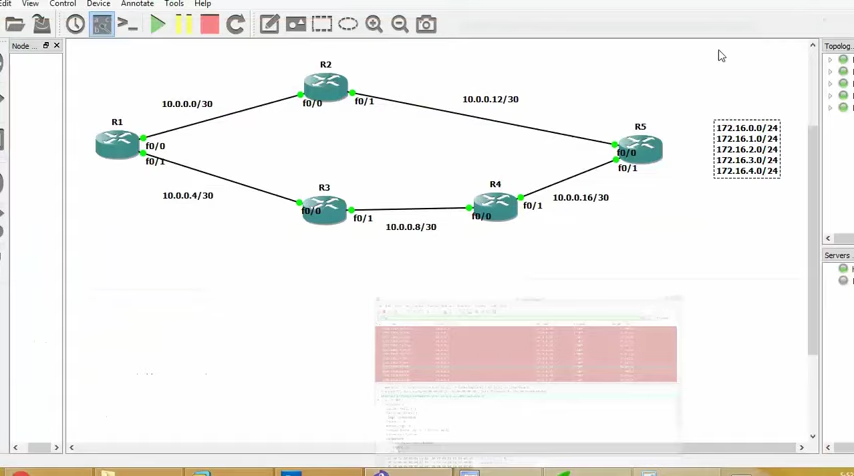 Edit View Control Device Annotate Tools Help
Node ...
Topolog...
R2
10.0.0.0/30
f0/0
f0/1
10.0.0.12/30
R1
f0/0
f0/1
R5
f0/0
f0/1
172.16.0.0/24
172.16.1.0/24
172.16.2.0/24
172.16.3.0/24
172.16.4.0/24
10.0.0.4/30
R3
f0/0
f0/1
R4
f0/0
f0/1
10.0.0.16/30
10.0.0.8/30
Servers